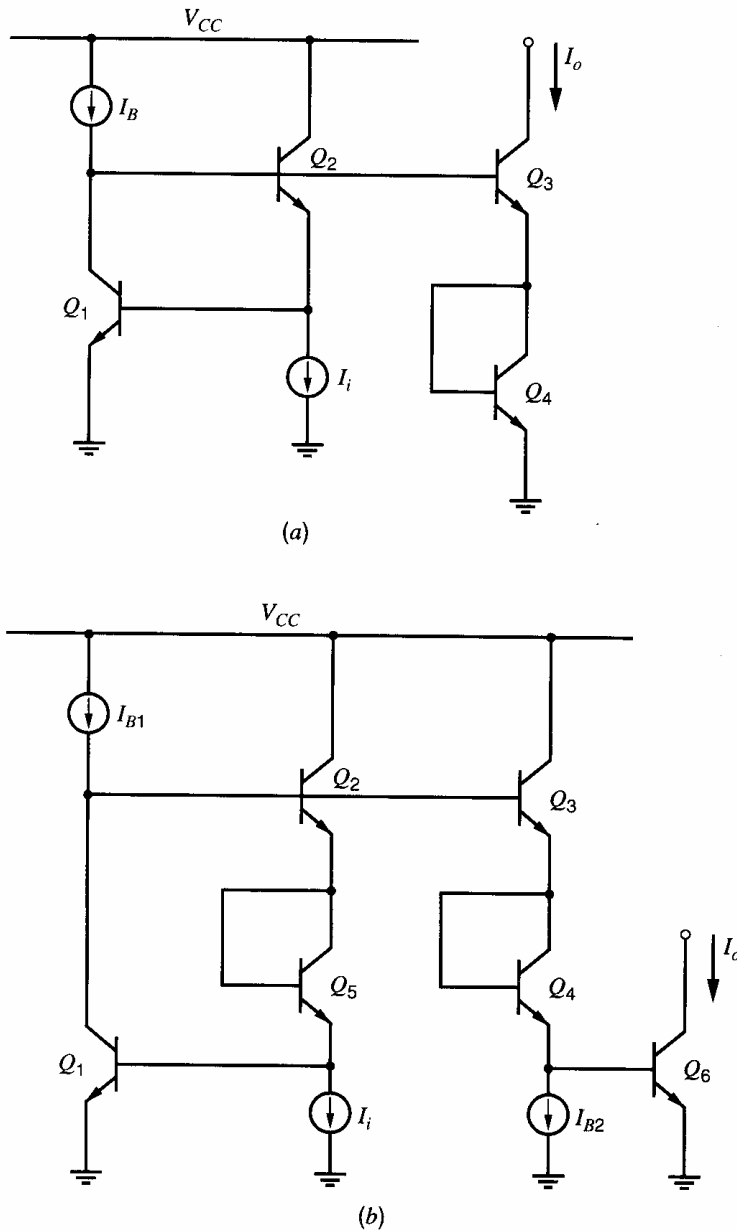 V_CC
I_B
I_o
Q_2
Q_3
Q_1
I_i
Q_4
(a)
V_CC
I_B1
Q_2
Q_3
Q_5
Q_4
I_o
Q_1
I_i
I_B2
Q_6
(b)